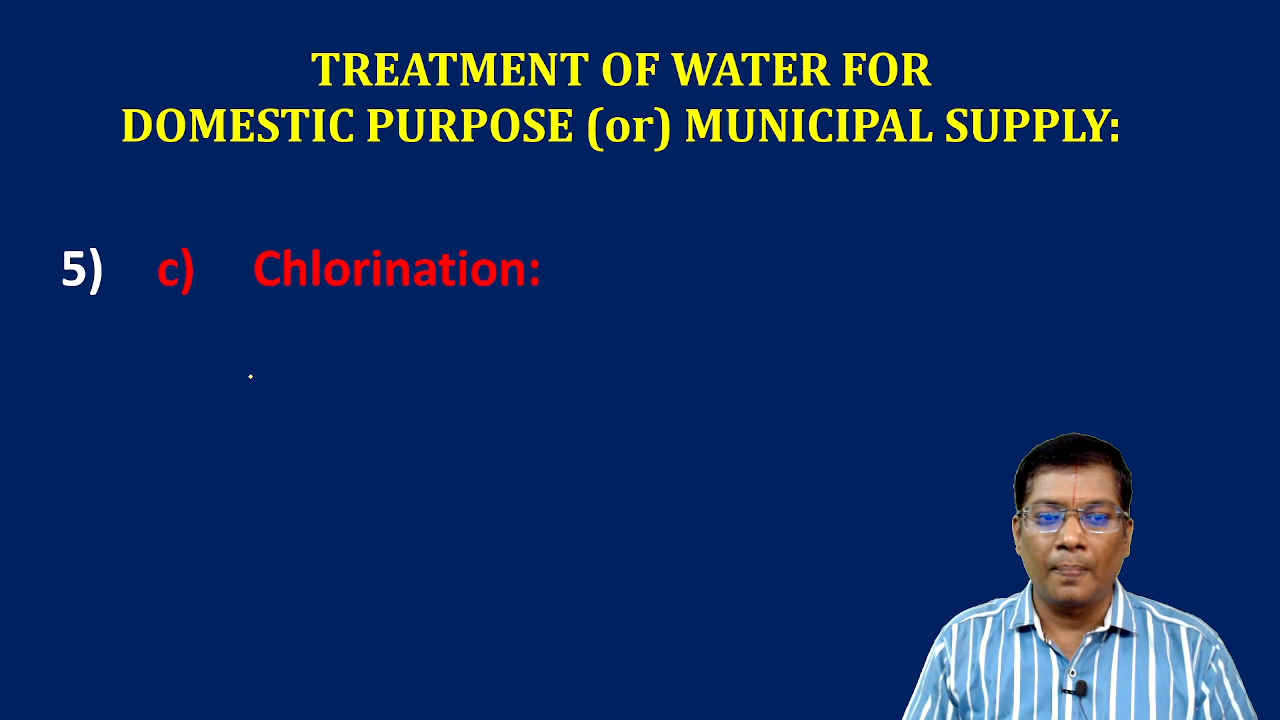 TREATMENT OF WATER FOR
DOMESTIC PURPOSE (or) MUNICIPAL SUPPLY:
5) c) Chlorination: